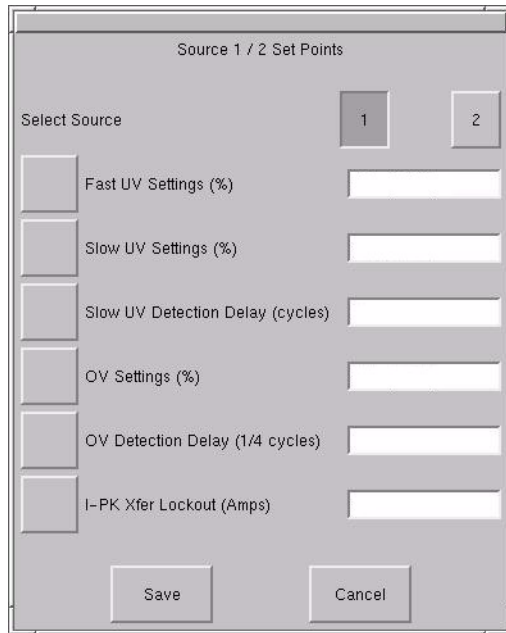 Source 1 / 2 Set Points
Select Source 1 2
Fast UV Settings (%)
Slow UV Settings (%)
Slow UV Detection Delay (cycles)
OV Settings (%)
OV Detection Delay (1/4 cycles)
I-PK Xfer Lockout (Amps)
Save Cancel